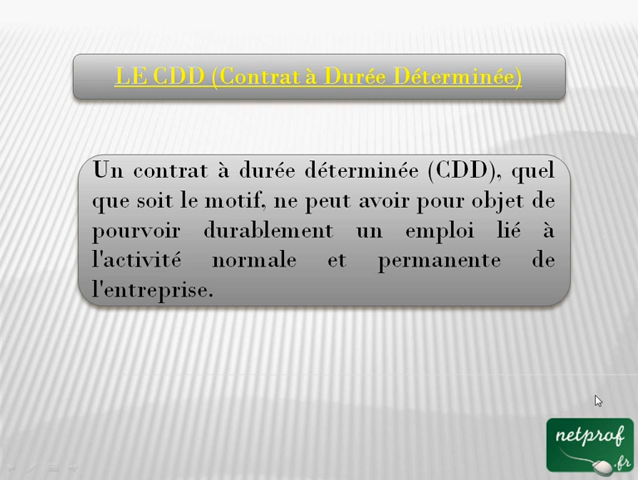 LE CDD (Contrat à Durée Déterminée)
Un contrat à durée déterminée (CDD), quel
que soit le motif, ne peut avoir pour objet de
pourvoir durablement un emploi lié à
l'activité normale et permanente de
l'entreprise.
netprof
.fr